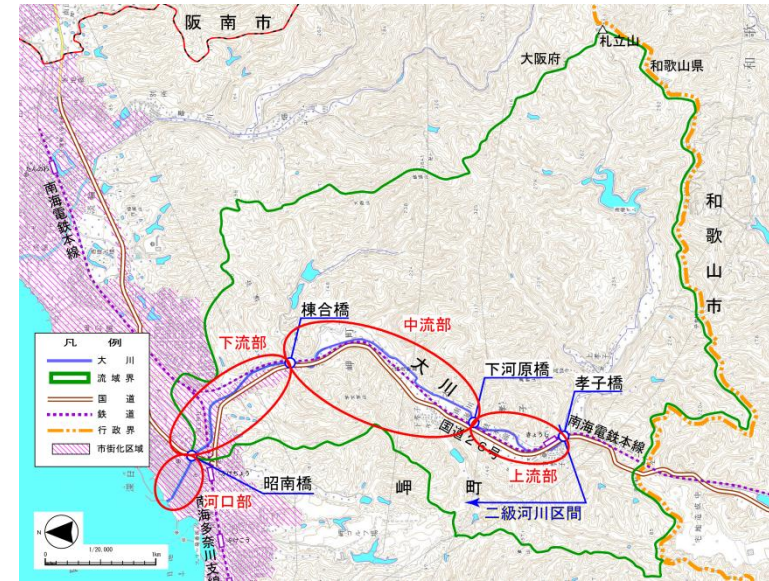 阪南市
札立山
大阪府
和歌山県
和歌山市
南海電鉄本線
棟合橋
下流部
中流部
大川
下河原橋
孝子橋
南海電鉄本線
国道26号
上流部
二級河川区間
岬町
昭南橋
河口部
南海多奈川支線
凡例
大川
流域界
国道
鉄道
行政界
市街化区域
N
1/20,000
0
1km